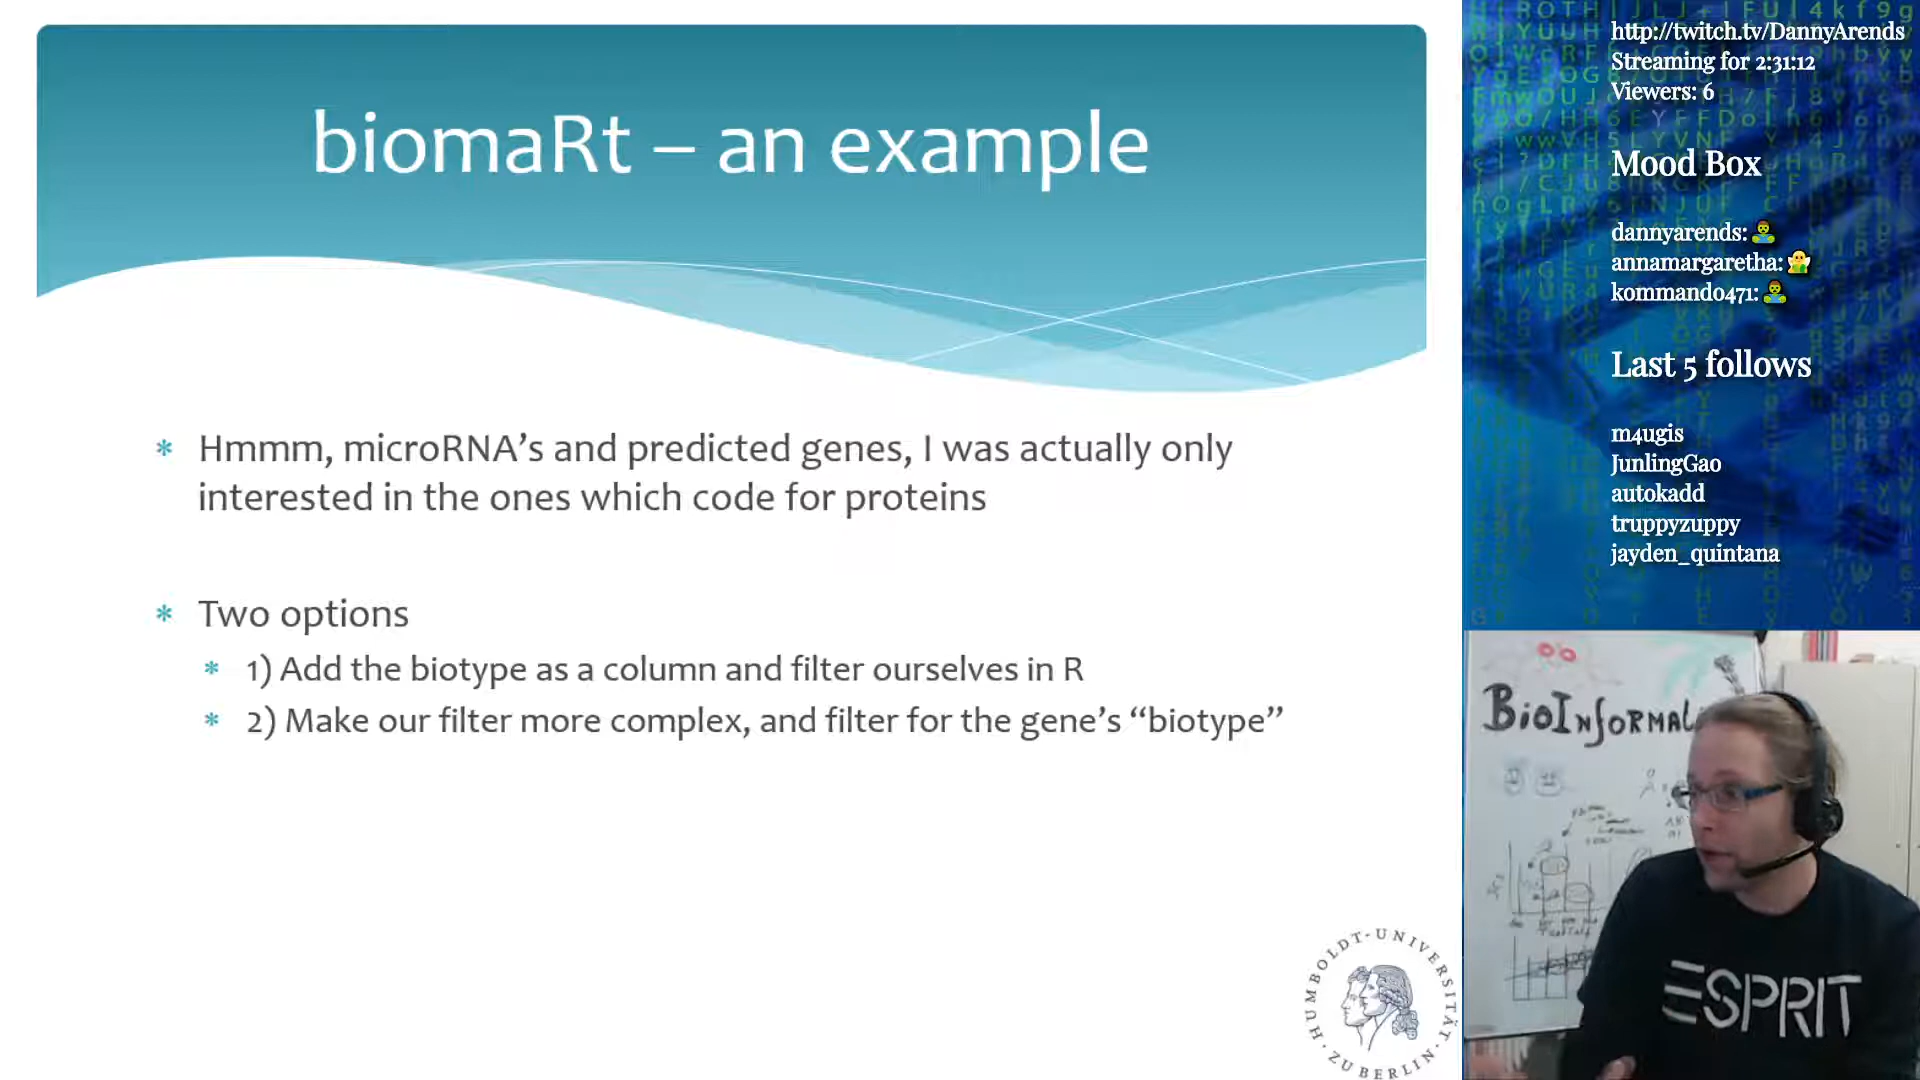 biomaRt – an example
* Hmmm, microRNA’s and predicted genes, I was actually only
interested in the ones which code for proteins
* Two options
* 1) Add the biotype as a column and filter ourselves in R
* 2) Make our filter more complex, and filter for the gene’s “biotype”
HUMBOLDT-UNIVERSITÄT · ZU BERLIN ·
http://twitch.tv/DannyArends
Streaming for 2:31:12
Viewers: 6
Mood Box
dannyarends:
annamargaretha:
kommando471:
Last 5 follows
m4ugis
JunlingGao
autokadd
truppyzuppy
jayden_quintana
ESPRIT